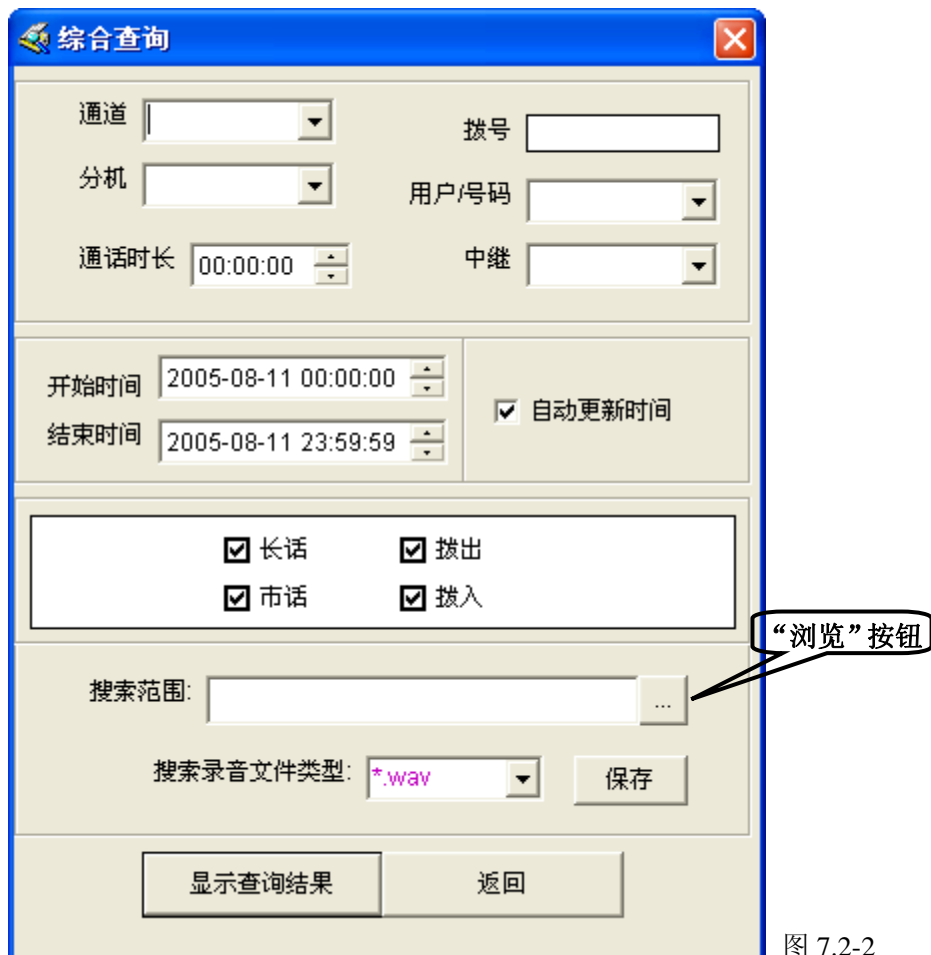 综合查询
通道
拨号
分机
用户/号码
通话时长 00:00:00
中继
开始时间 2005-08-11 00:00:00
自动更新时间
结束时间 2005-08-11 23:59:59
长话 拨出
市话 拨入
“浏览”按钮
搜索范围: ...
搜索录音文件类型: *.wav 保存
显示查询结果 返回
图 7.2-2